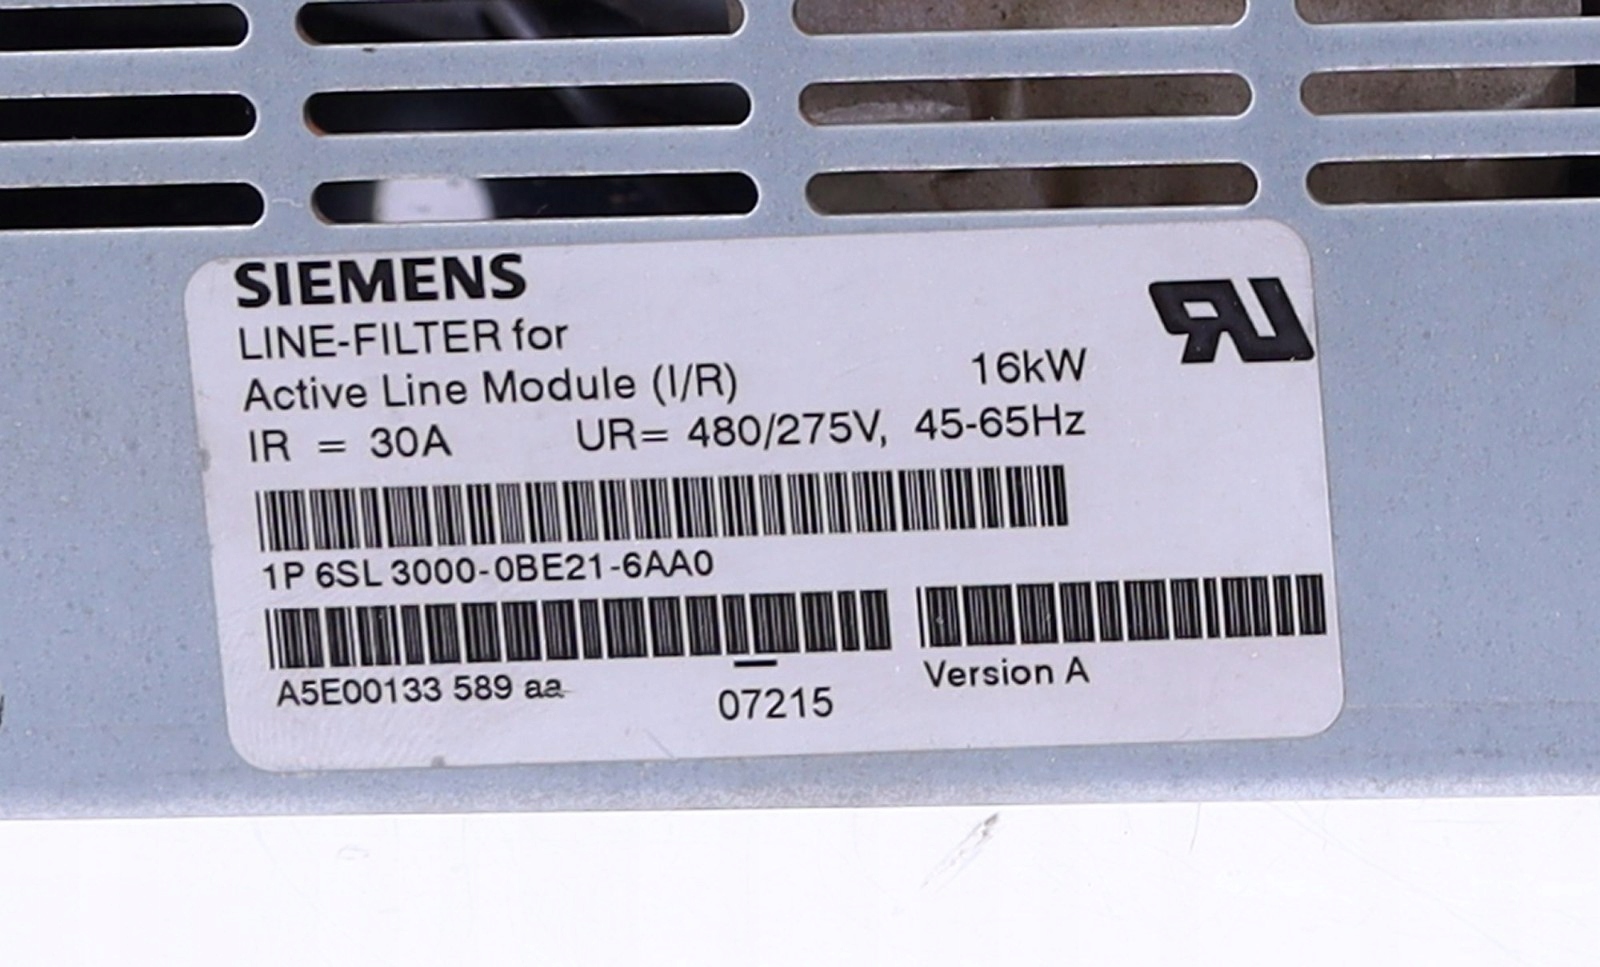 SIEMENS
LINE-FILTER for
Active Line Module (I/R) 16kW
IR = 30A UR= 480/275V, 45-65Hz
1P 6SL 3000-0BE21-6AA0
A5E00133 589 aa 07215 Version A